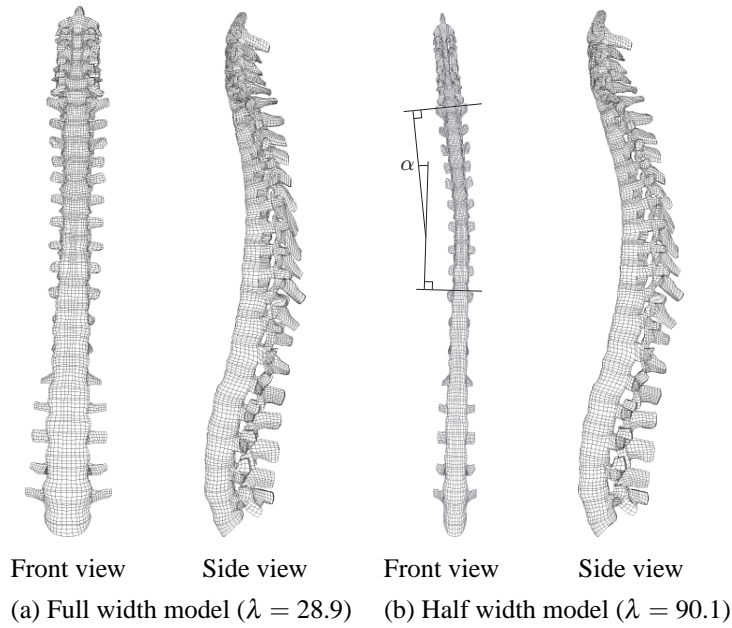 α
Front view Side view Front view Side view
(a) Full width model (λ = 28.9) (b) Half width model (λ = 90.1)